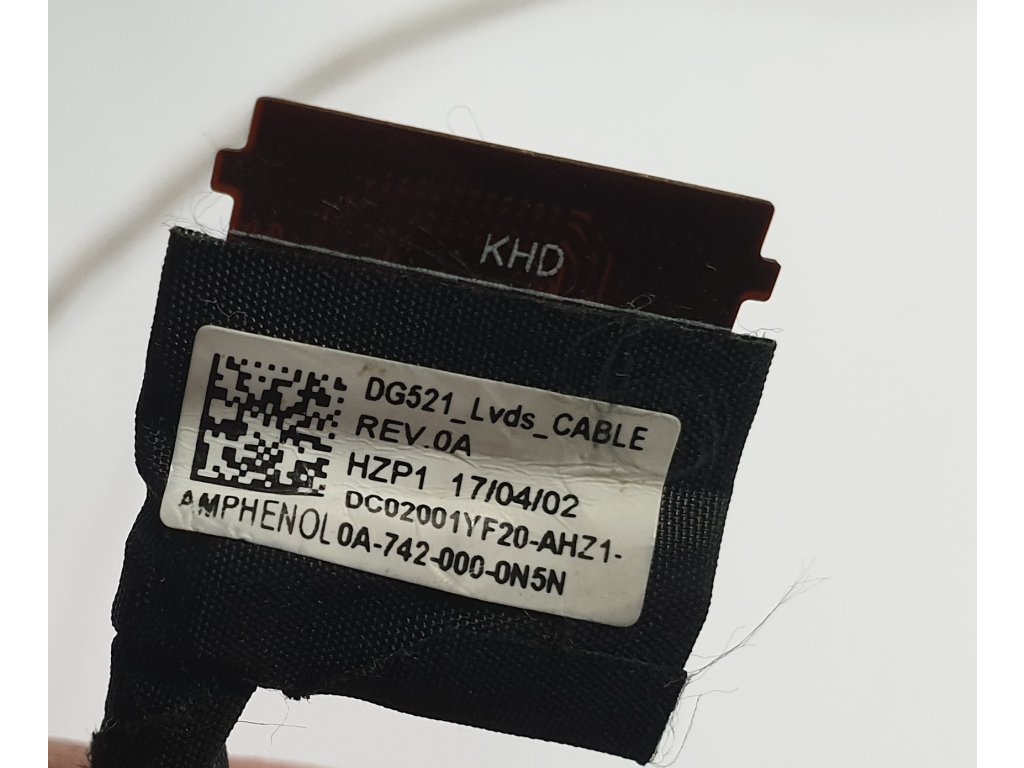 KHD
DG521_Lvds_CABLE
REV.0A
HZP1 17/04/02
DC02001YF20-AHZ1-
AMPHENOL 0A-742-000-0N5N